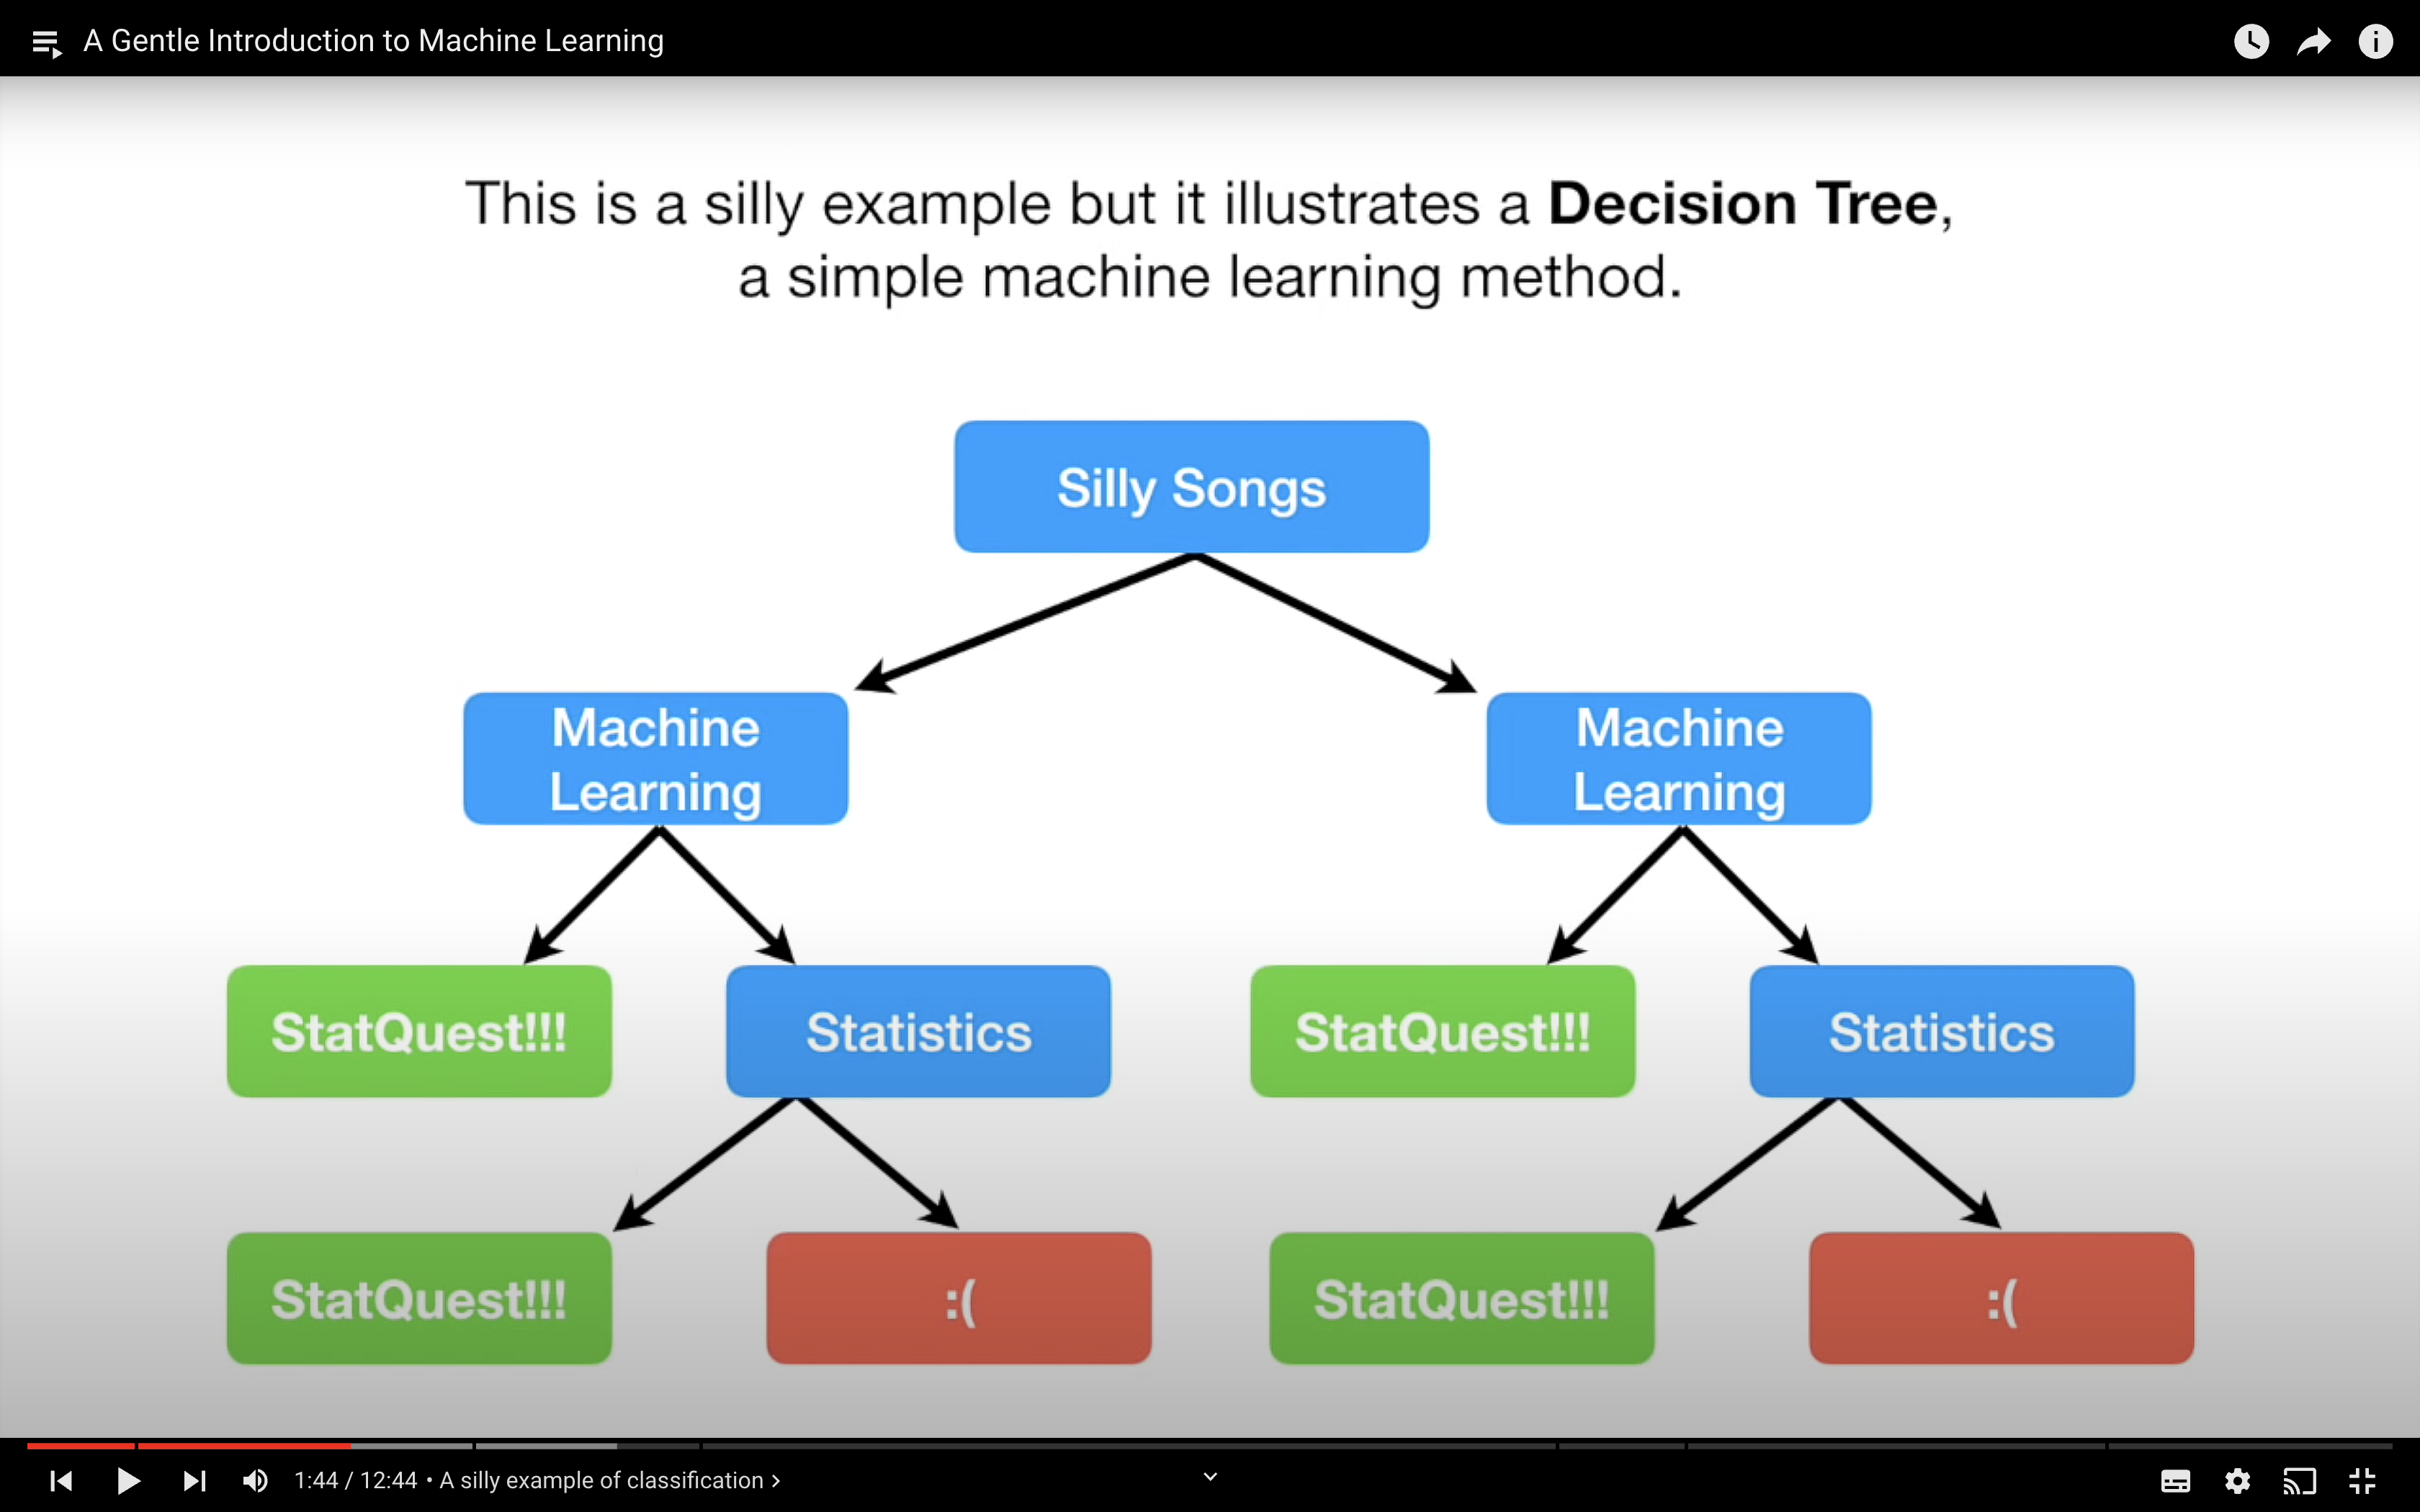 A Gentle Introduction to Machine Learning
This is a silly example but it illustrates a Decision Tree,
a simple machine learning method.
Silly Songs
Machine
Learning
Machine
Learning
StatQuest!!!
Statistics
StatQuest!!!
Statistics
StatQuest!!!
:(
StatQuest!!!
:(
1:44 / 12:44 • A silly example of classification >